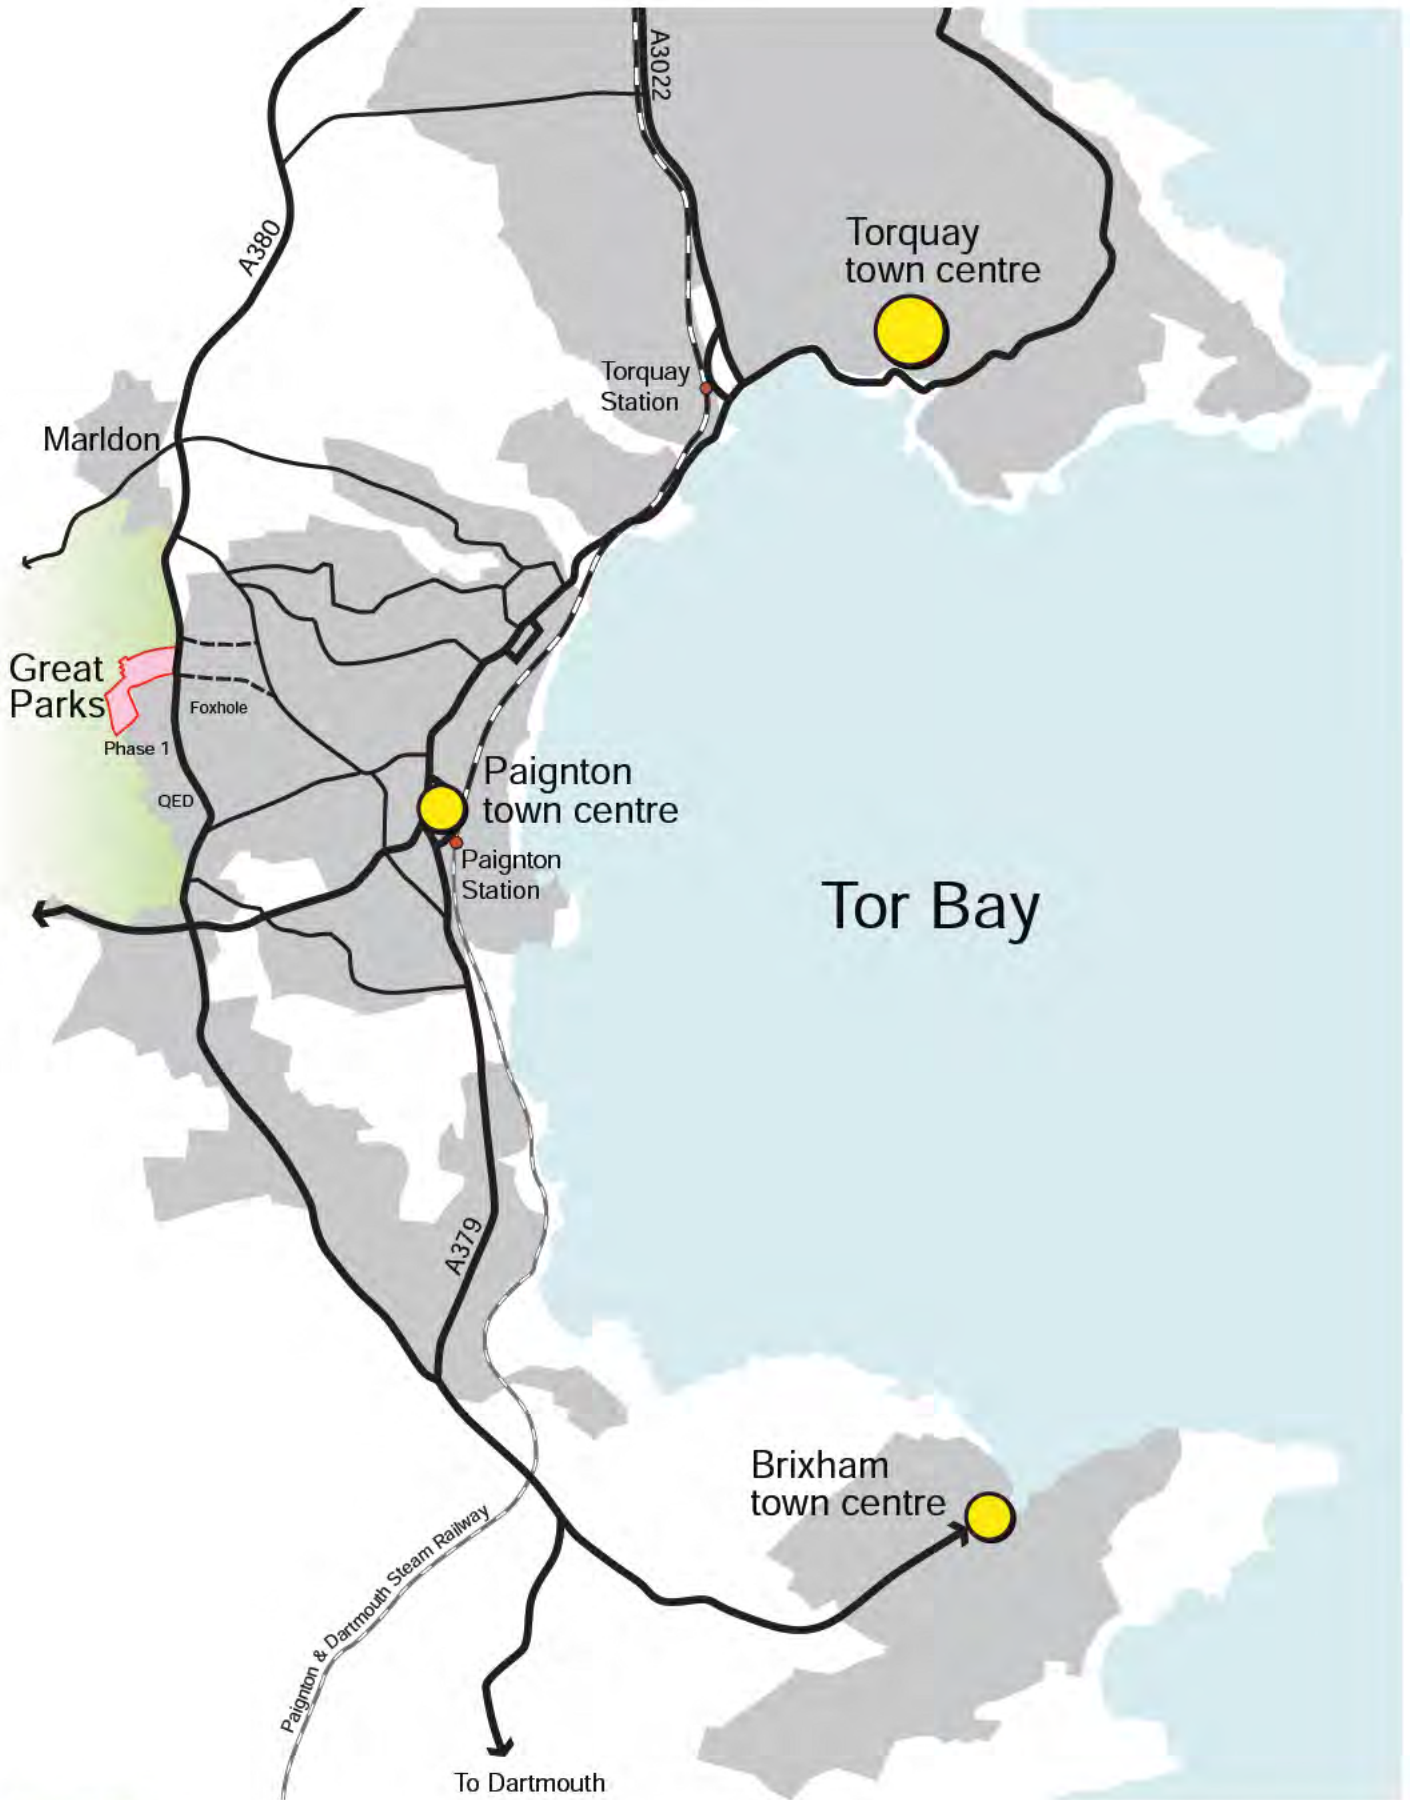 A3022
Torquay
town centre
A380
Torquay
Station
Marldon
Great
Parks
Foxhole
Phase 1
QED
Paignton
town centre
Paignton
Station
Tor Bay
A379
Brixham
town centre
Paignton & Dartmouth Steam Railway
To Dartmouth